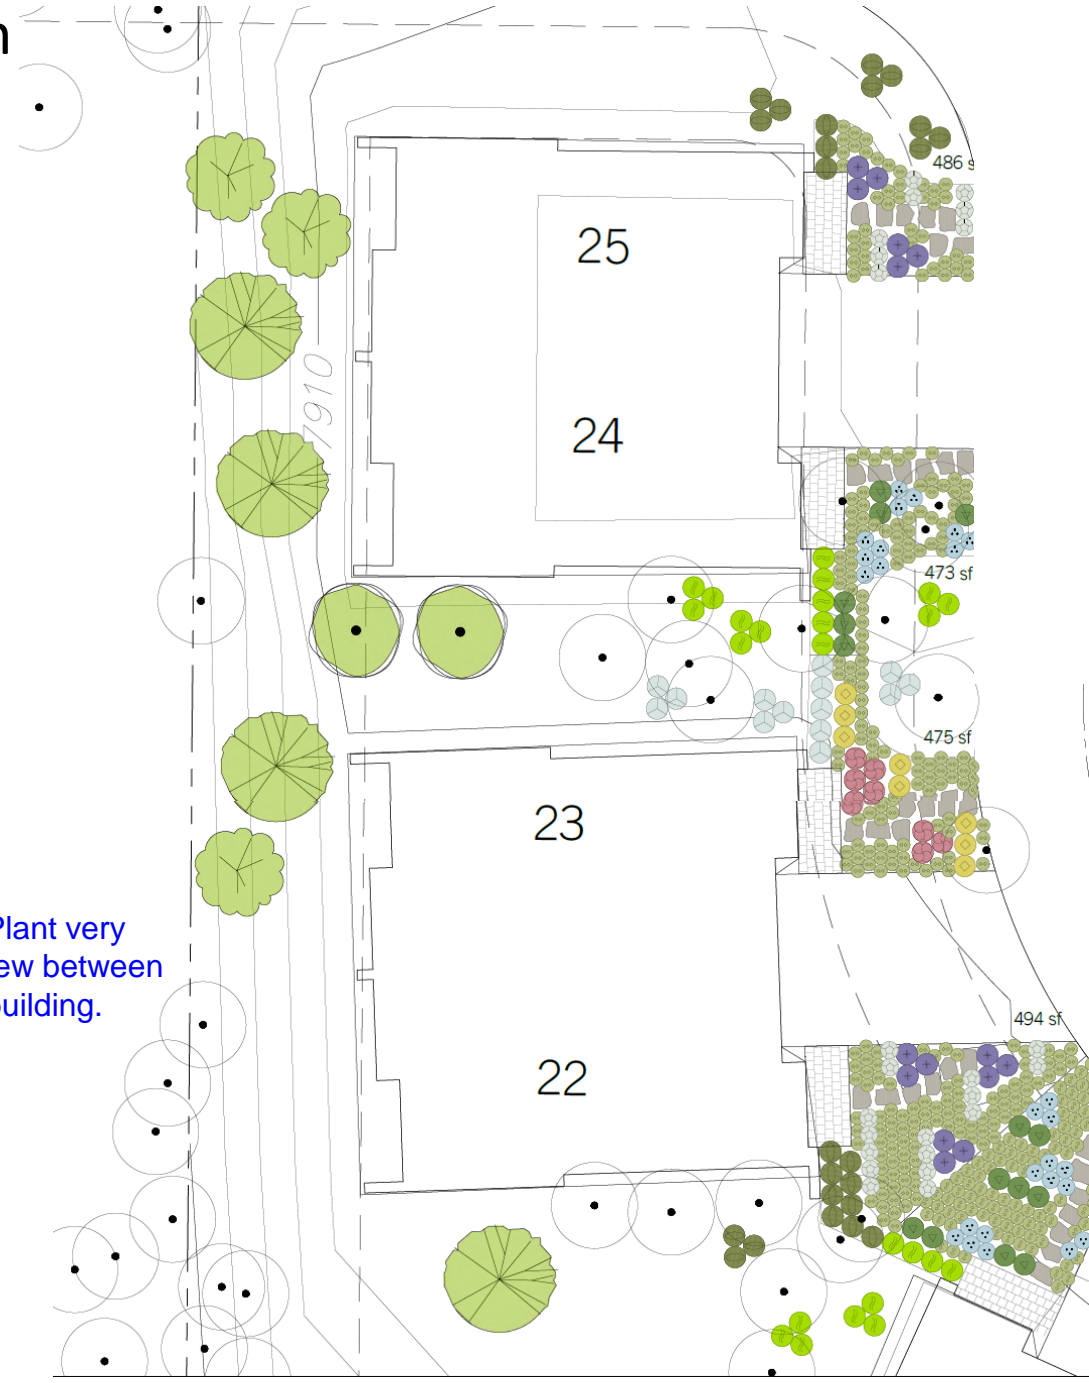 n
486 s
25
7910
24
473 sf
475 sf
23
Plant very
ew between
building.
494 sf
22